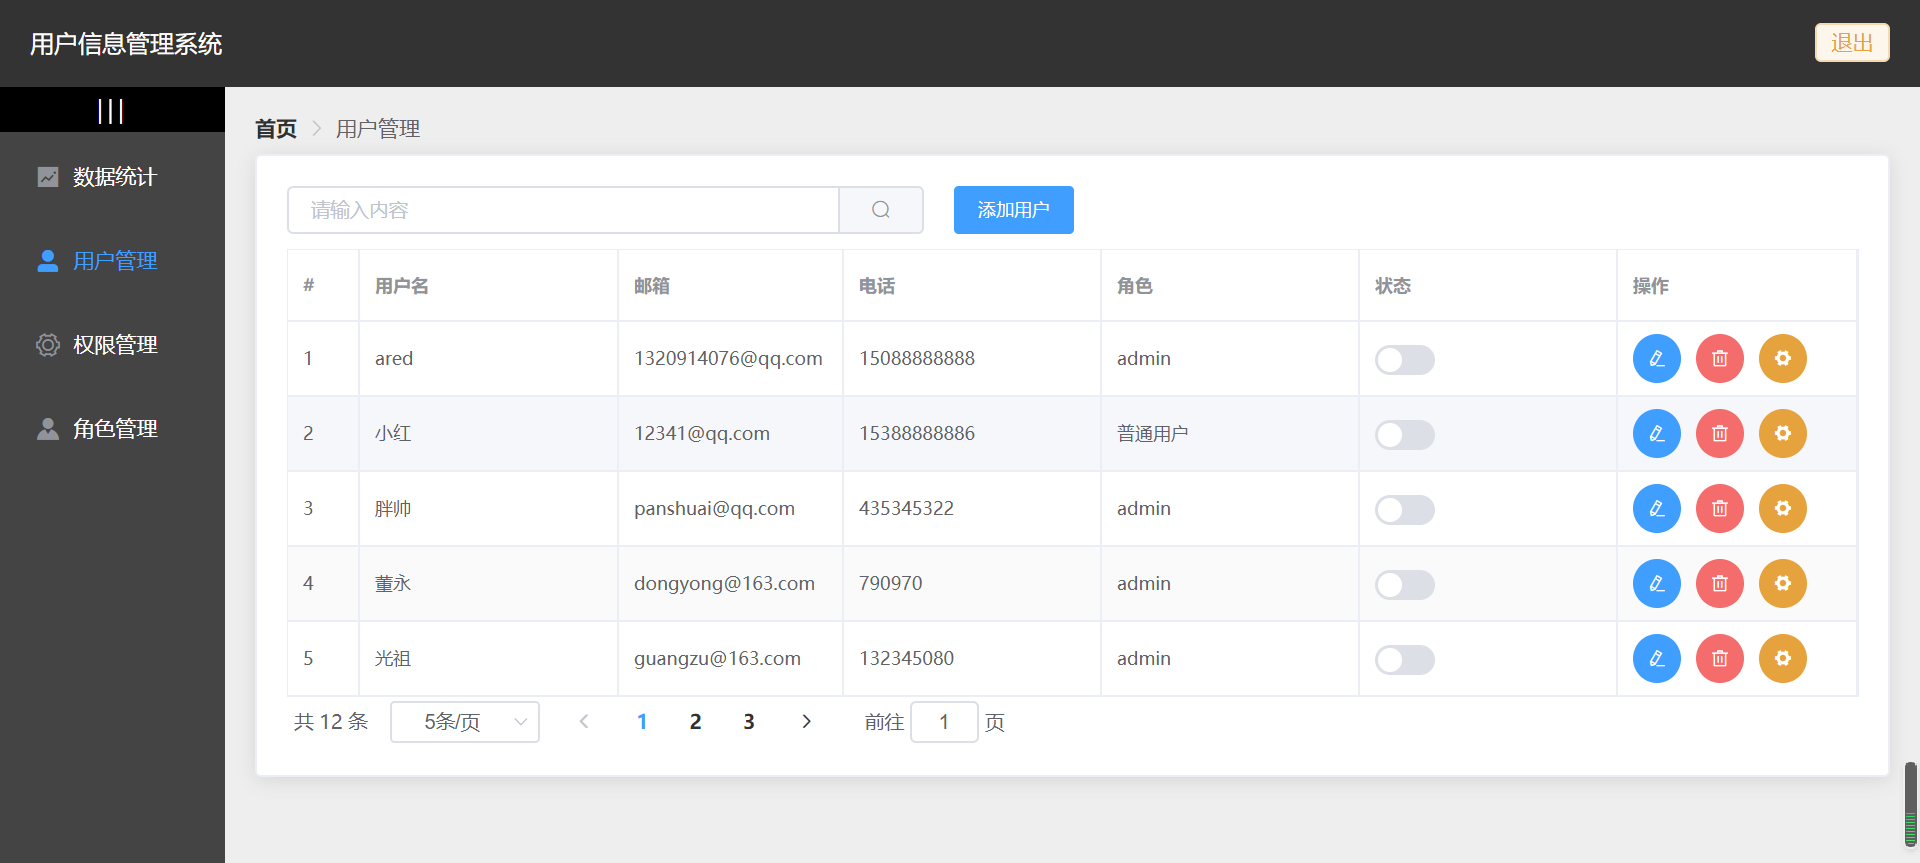 用户信息管理系统
退出
|||
数据统计
用户管理
权限管理
角色管理
首页 > 用户管理
请输入内容
添加用户
# 用户名 邮箱 电话 角色 状态 操作
1 ared 1320914076@qq.com 15088888888 admin
2 小红 12341@qq.com 15388888886 普通用户
3 胖帅 panshuai@qq.com 435345322 admin
4 董永 dongyong@163.com 790970 admin
5 光祖 guangzu@163.com 132345080 admin
共 12 条 5条/页 < 1 2 3 > 前往 1 页